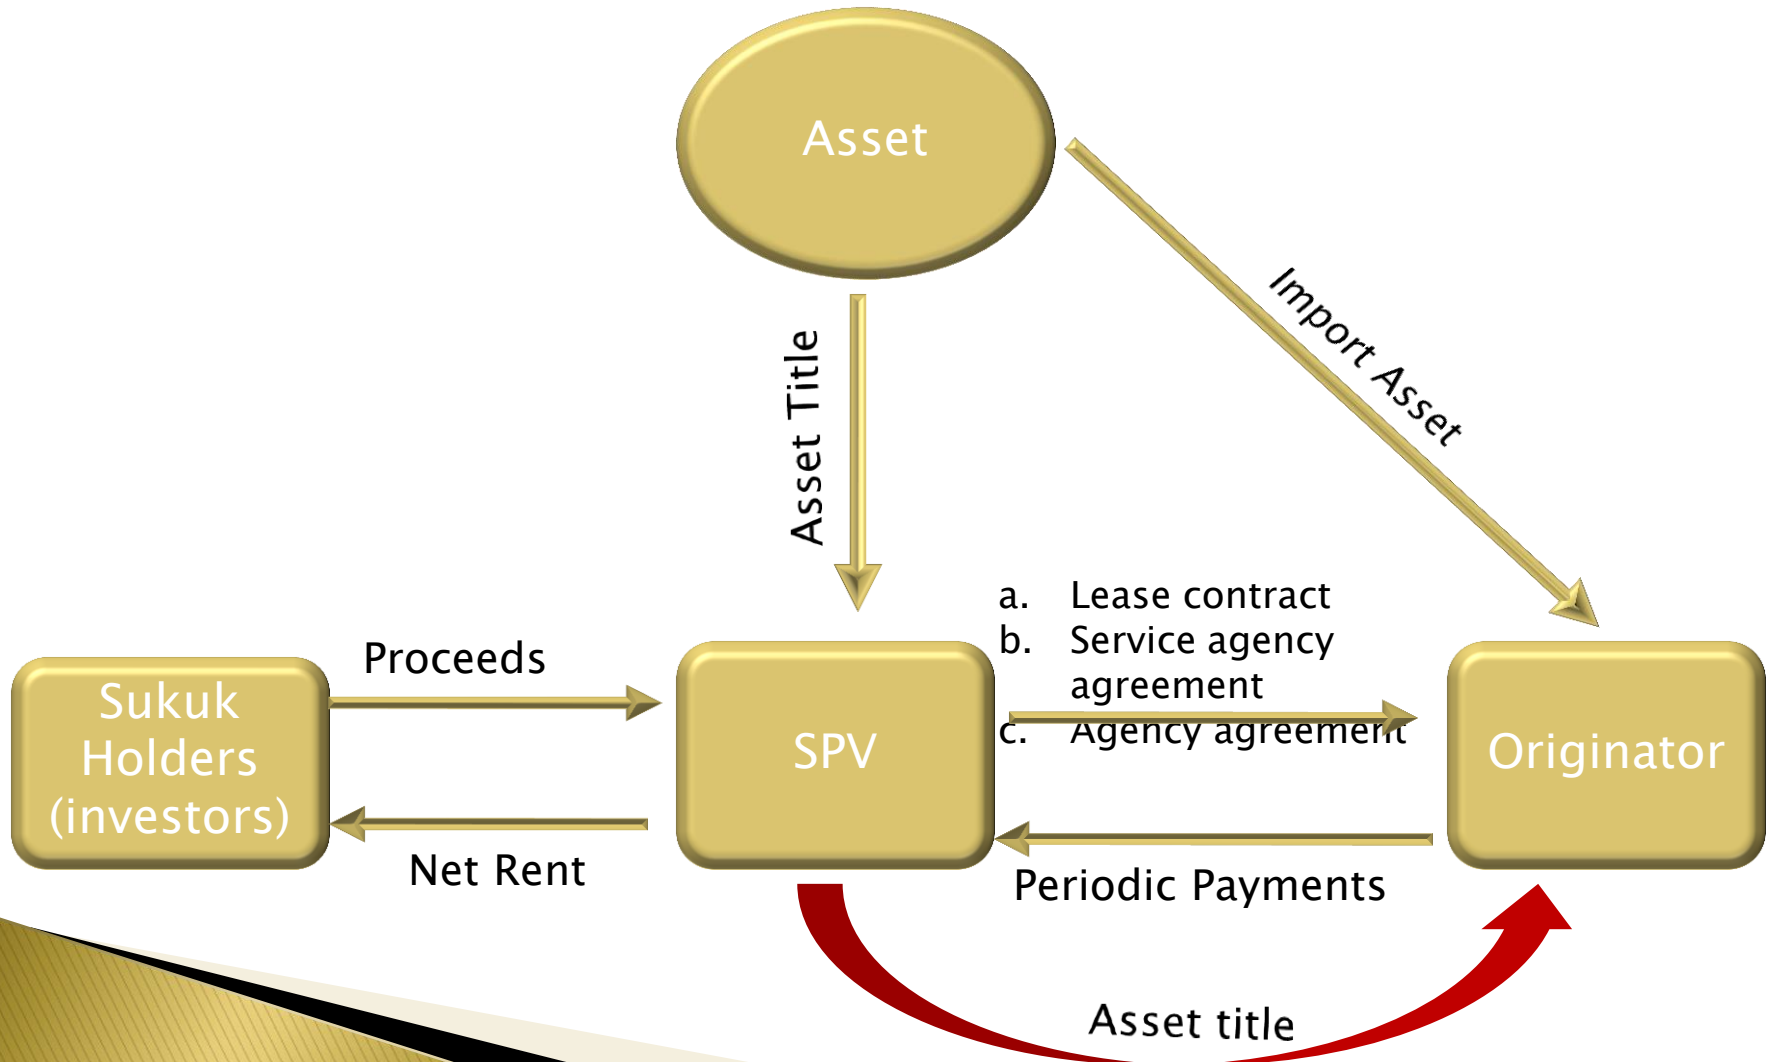 Asset
Import Asset
Asset Title
a. Lease contract
b. Service agency
agreement
c. Agency agreement
Proceeds
Sukuk
Holders
(investors)
SPV
Originator
Net Rent
Periodic Payments
Asset title